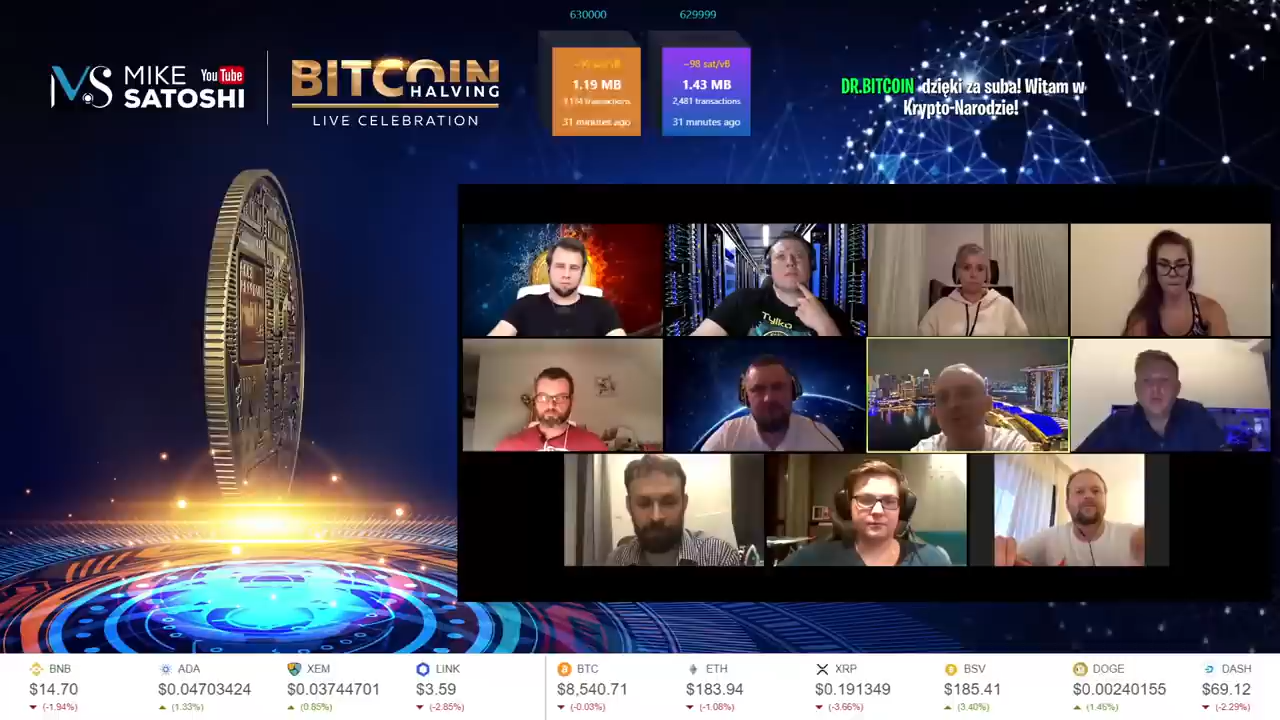 630000
629999
MIKE
YouTube
SATOSHI
BITCOIN
HALVING
LIVE CELEBRATION
1.19 MB
31 minutes ago
~98 sat/vB
1.43 MB
2,481 transactions
31 minutes ago
DR.BITCOIN dzięki za suba! Witam w
Krypto-Narodzie!
Tylko
BNB
$14.70
(-1.94%)
ADA
$0.04703424
(1.33%)
XEM
$0.03744701
(0.85%)
LINK
$3.59
(-2.85%)
BTC
$8,540.71
(-0.03%)
ETH
$183.94
(-1.08%)
XRP
$0.191349
(-3.66%)
BSV
$185.41
(3.40%)
DOGE
$0.00240155
(1.46%)
DASH
$69.12
(-2.29%)